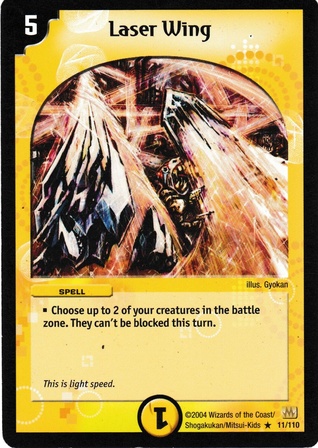 5
Laser Wing
illus. Gyokan
SPELL
▪ Choose up to 2 of your creatures in the battle
zone. They can't be blocked this turn.
This is light speed.
1
©2004 Wizards of the Coast/
Shogakukan/Mitsui-Kids ★ 11/110